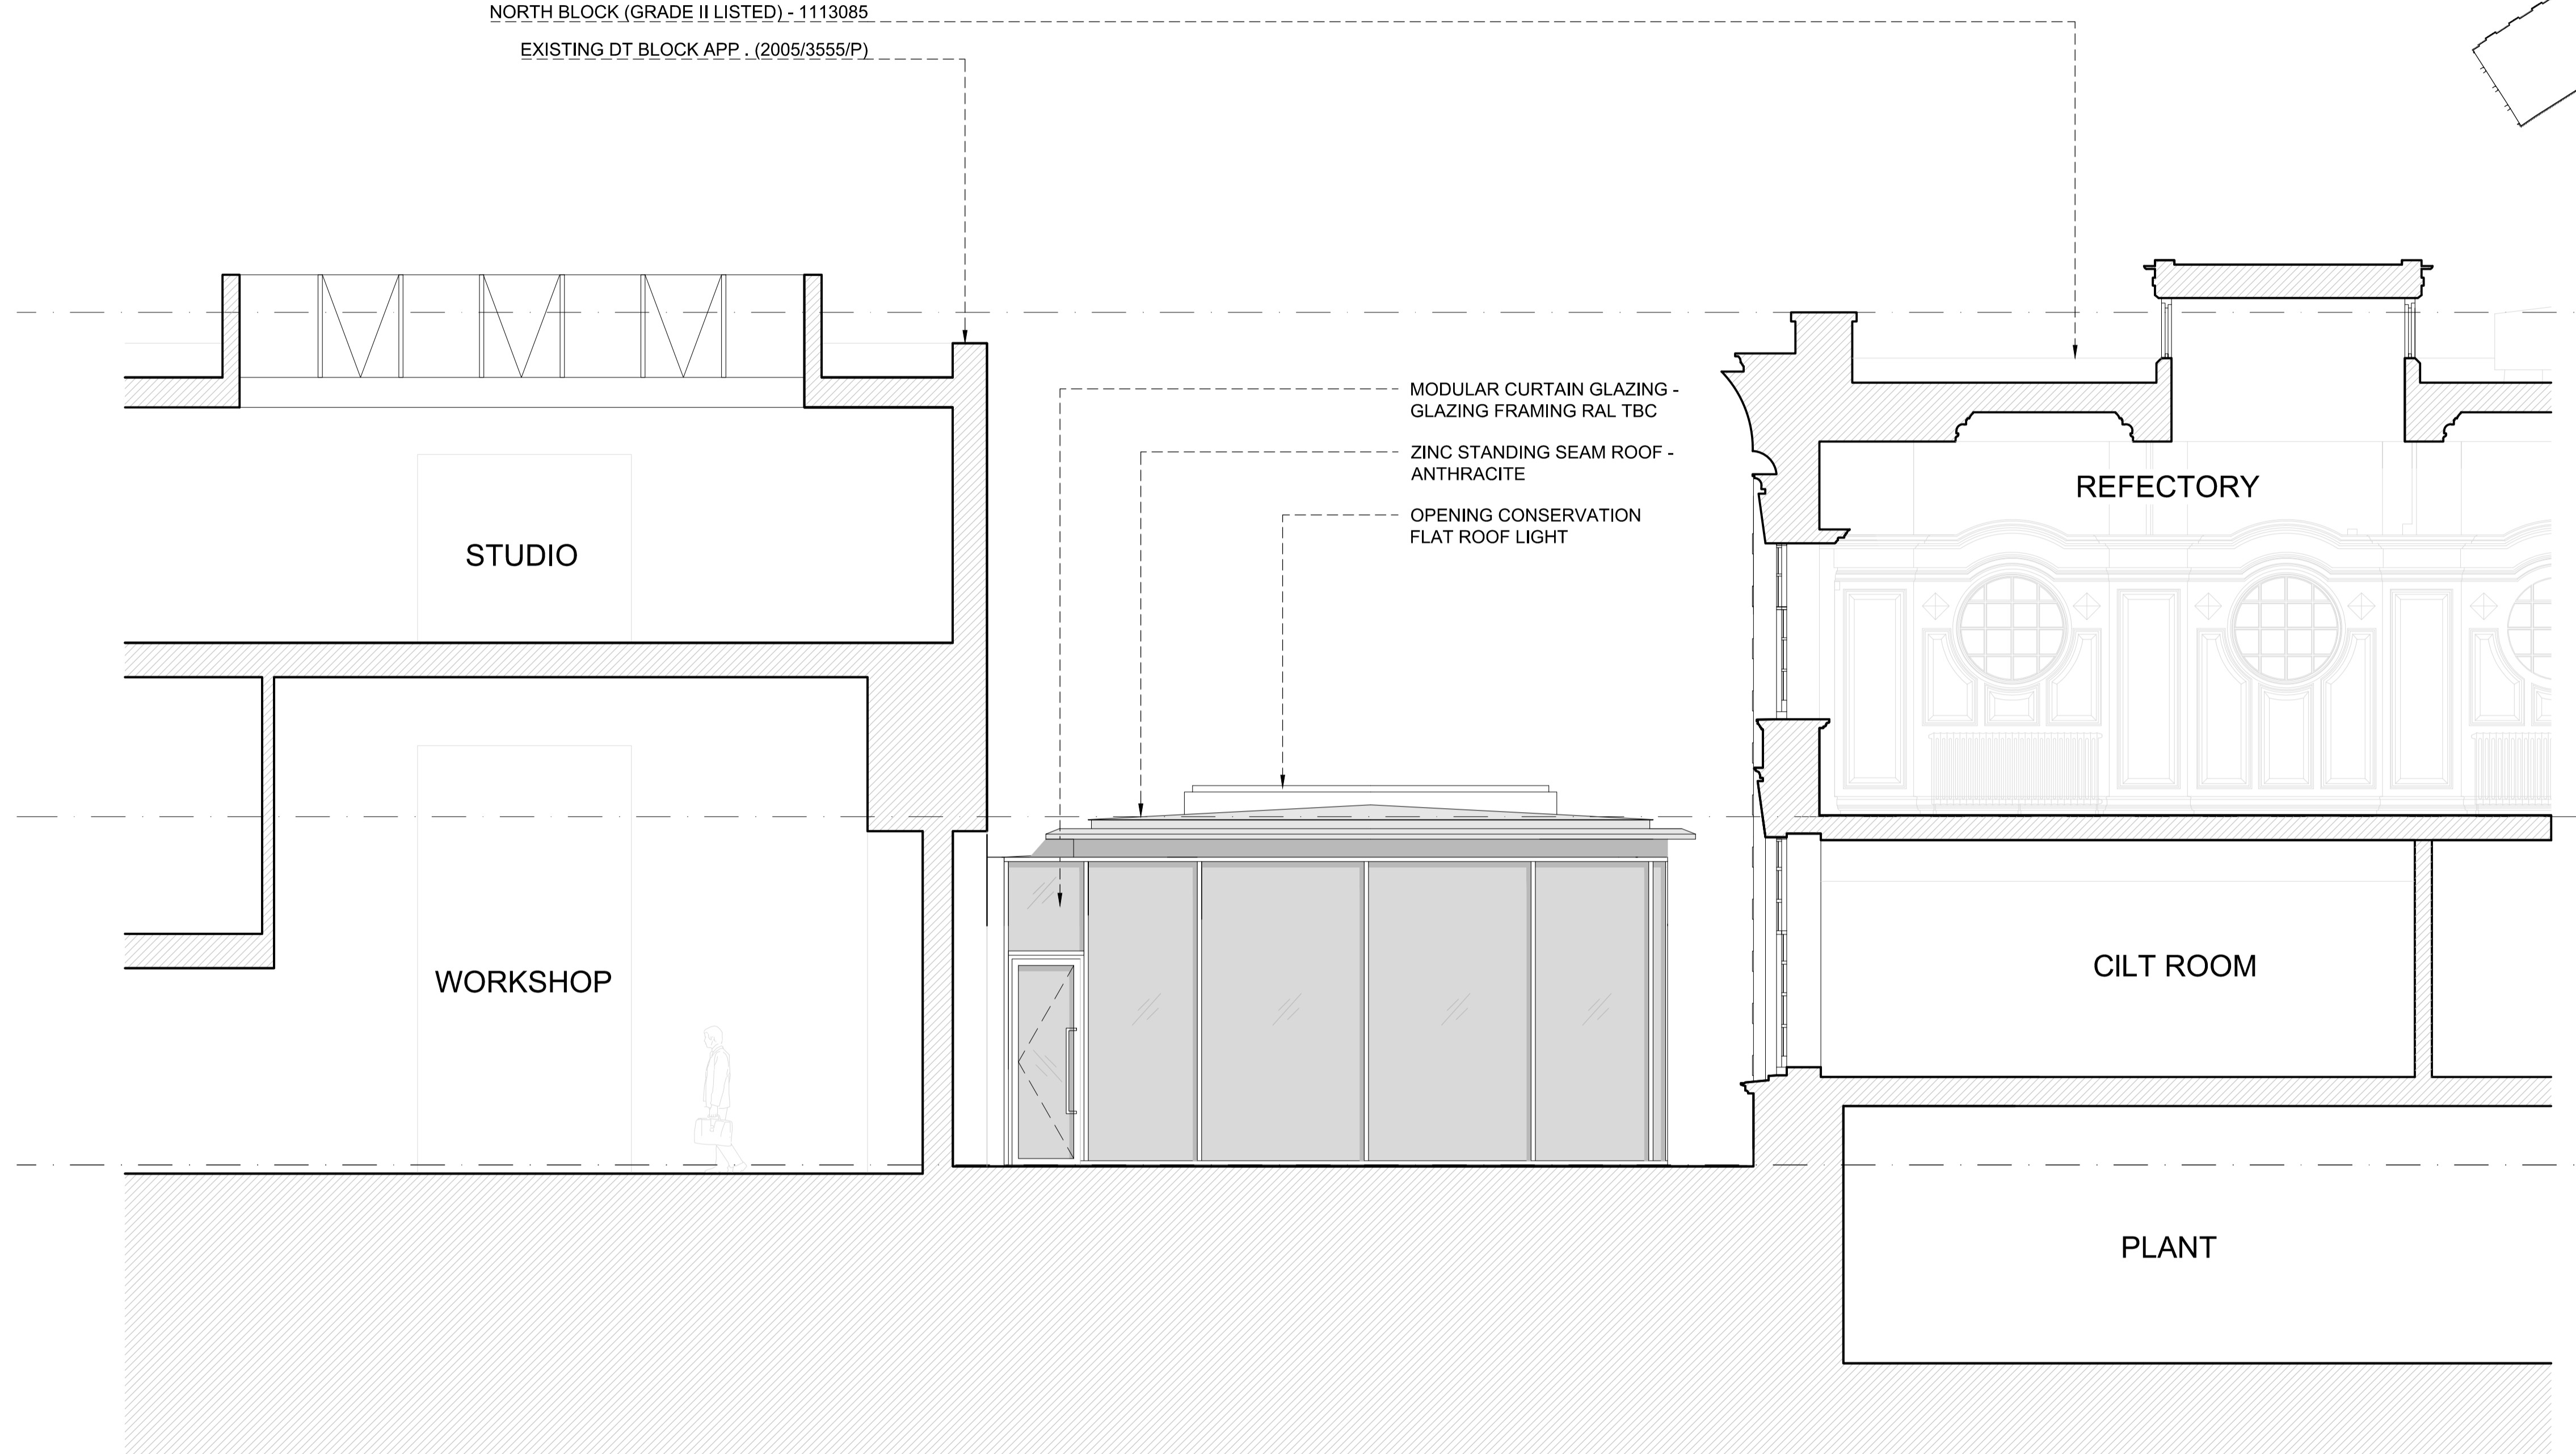 NORTH BLOCK (GRADE II LISTED) - 1113085
EXISTING DT BLOCK APP . (2005/3555/P)
MODULAR CURTAIN GLAZING -
GLAZING FRAMING RAL TBC
ZINC STANDING SEAM ROOF -
ANTHRACITE
OPENING CONSERVATION
FLAT ROOF LIGHT
REFECTORY
STUDIO
CILT ROOM
WORKSHOP
PLANT